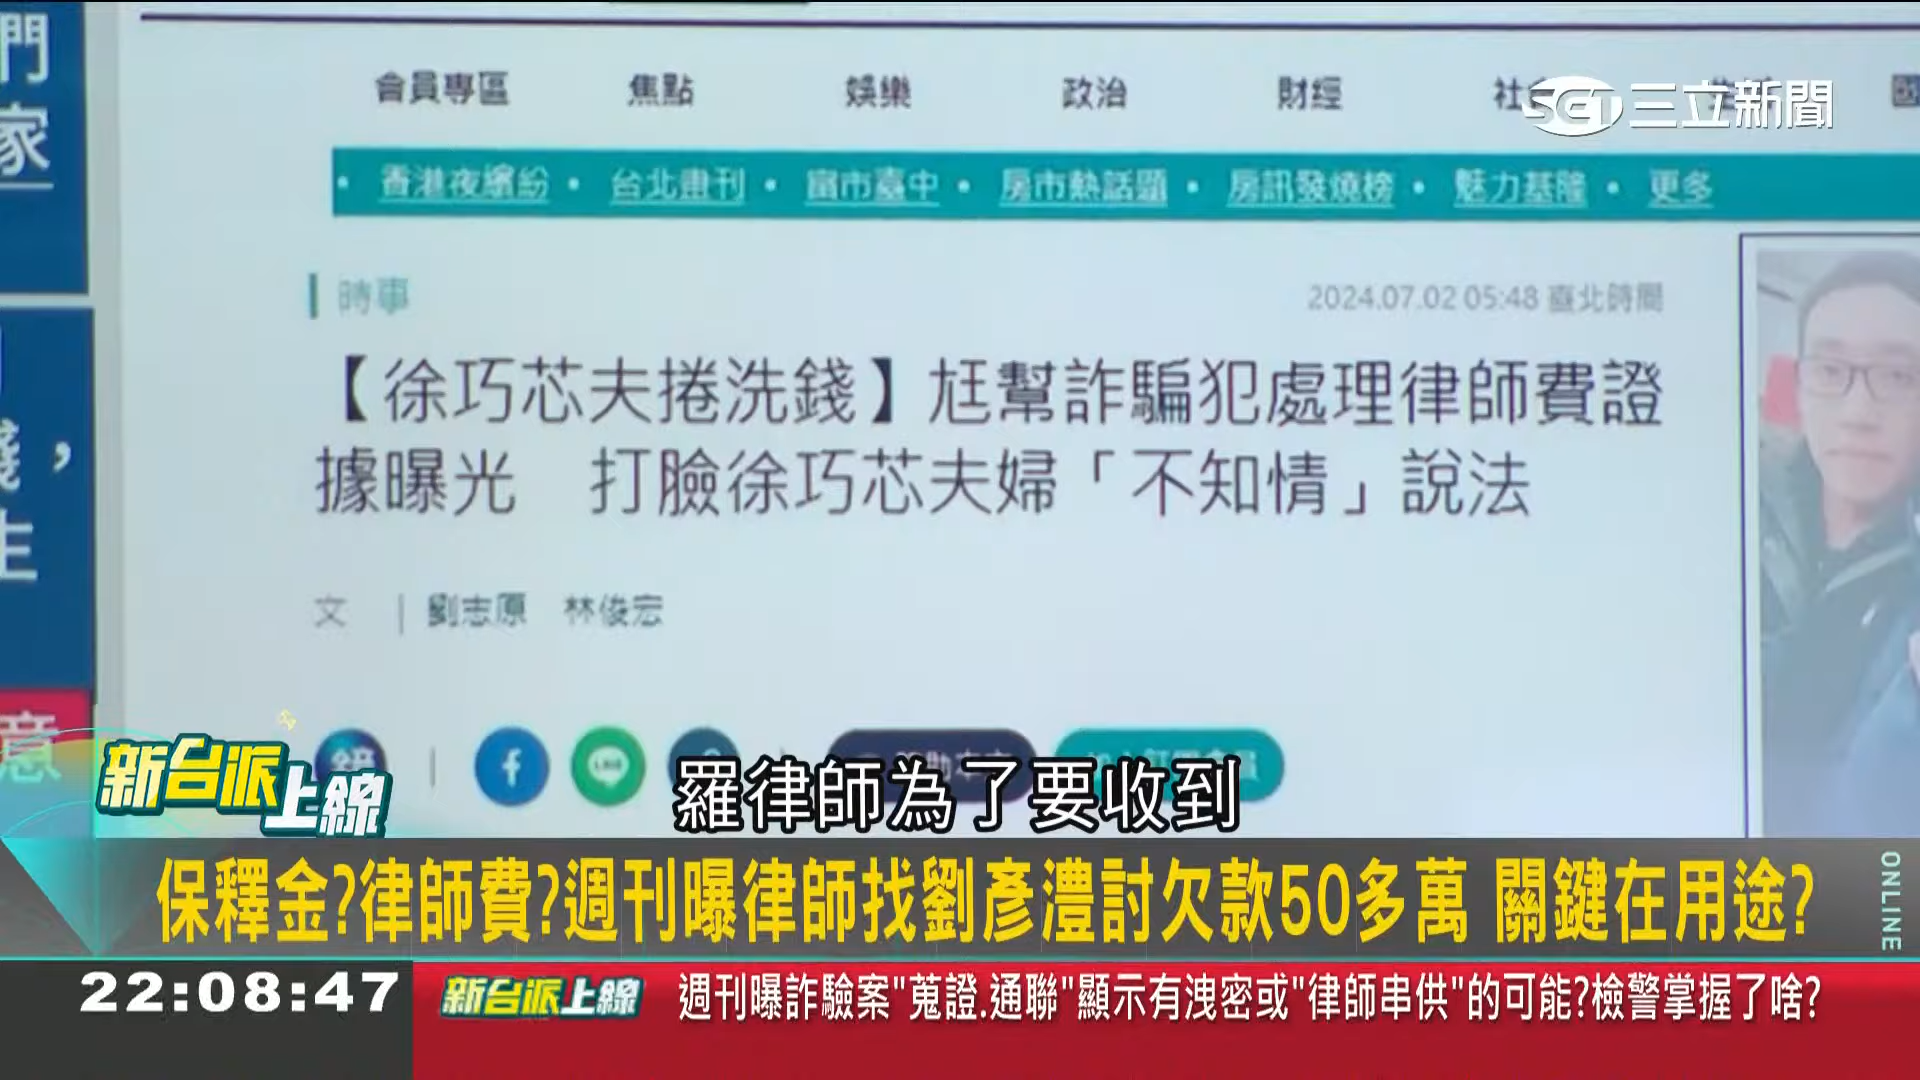 們
家
會員專區 焦點 娛樂 政治 財經
SET 三立新聞
• 香港夜繽紛 • 台北畫刊 • 富市臺中 • 房市熱話題 • 房訊發燒榜 • 魅力基隆 • 更多
時事
2024.07.02 05:48 臺北時間
【徐巧芯夫捲洗錢】尪幫詐騙犯處理律師費證
據曝光 打臉徐巧芯夫婦「不知情」說法
文 | 劉志原 林俊宏
意
新台派上線
羅律師為了要收到
保釋金?律師費?週刊曝律師找劉彥澧討欠款50多萬 關鍵在用途?
ONLINE
22:08:47
新台派上線
週刊曝詐驗案"蒐證.通聯"顯示有洩密或"律師串供"的可能?檢警掌握了啥?